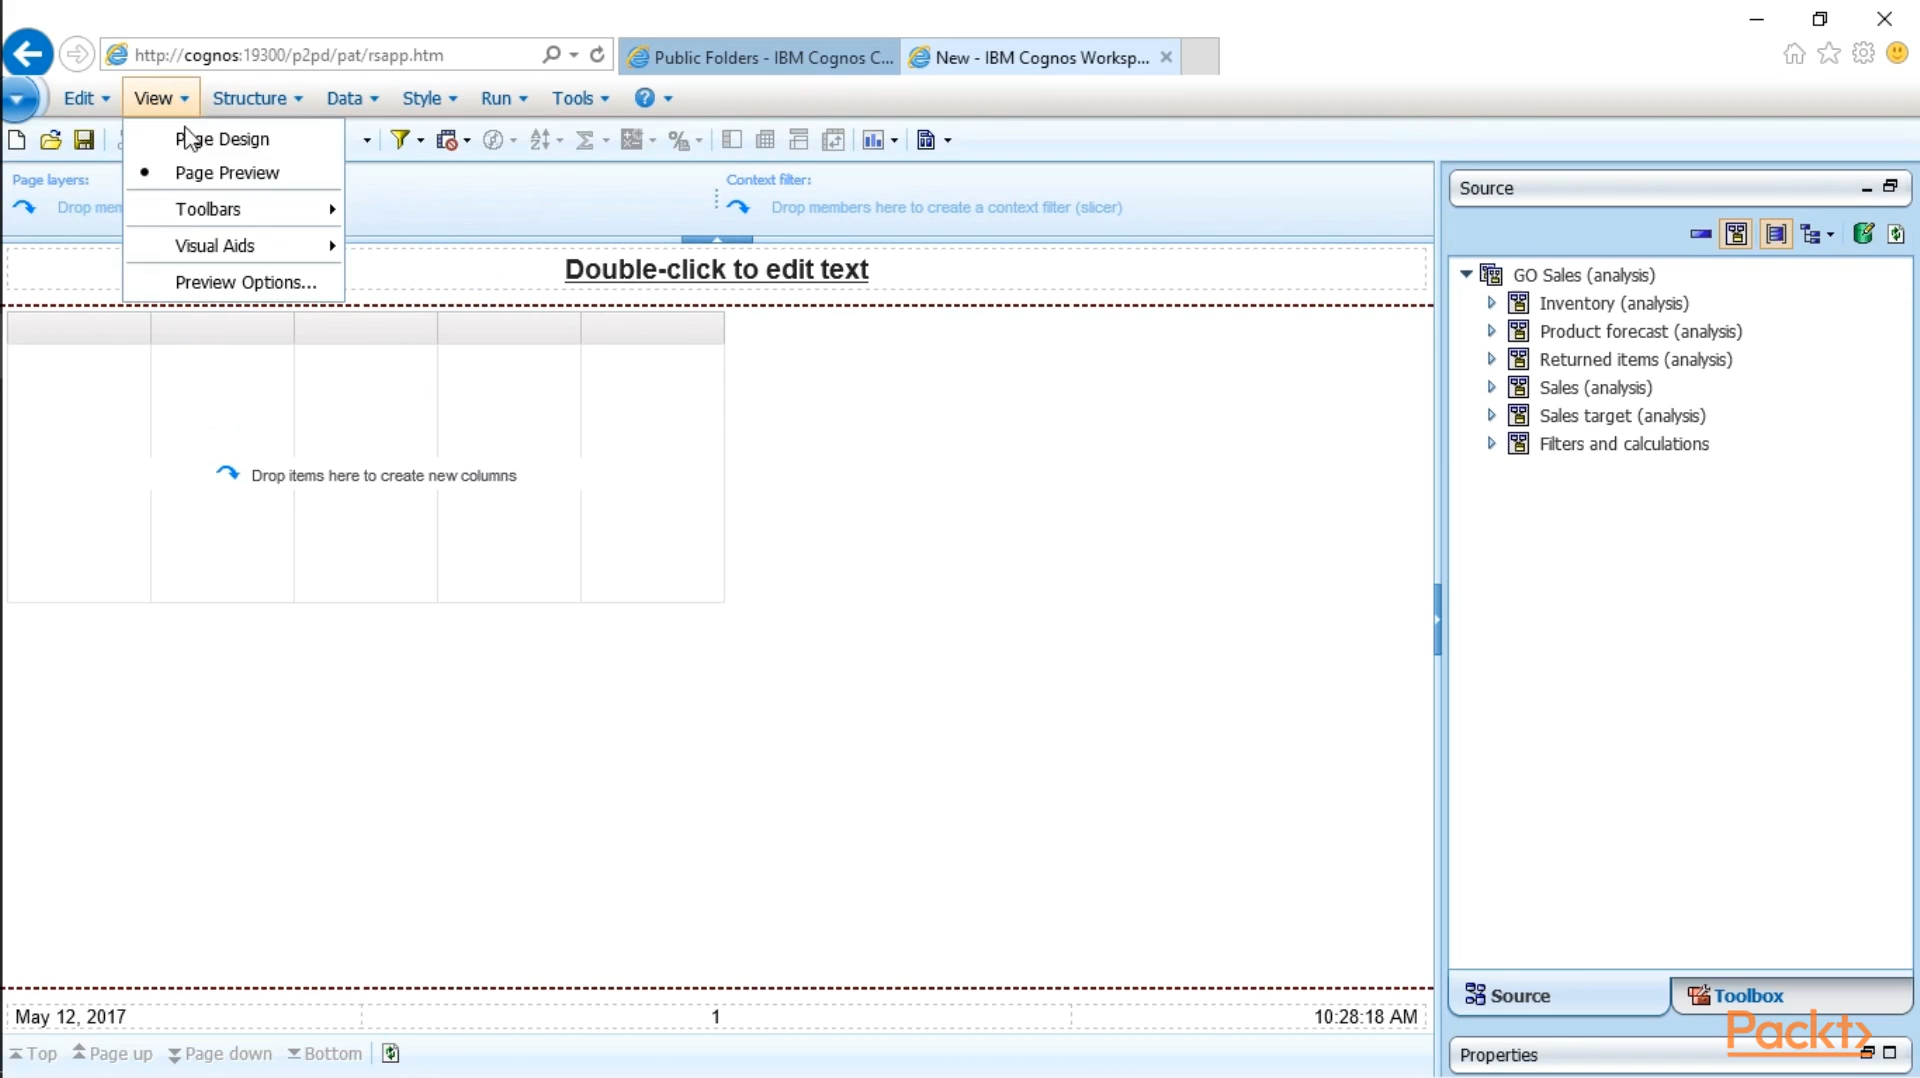 http://cognos:19300/p2pd/pat/rsapp.htm
Public Folders - IBM Cognos C...
New - IBM Cognos Worksp...
Edit View Structure Data Style Run Tools
Page Design
Page Preview
Toolbars
Visual Aids
Preview Options...
Page layers:
Drop mem
Context filter:
Drop members here to create a context filter (slicer)
Double-click to edit text
Drop items here to create new columns
May 12, 2017
1
10:28:18 AM
Top Page up Page down Bottom
Source
GO Sales (analysis)
Inventory (analysis)
Product forecast (analysis)
Returned items (analysis)
Sales (analysis)
Sales target (analysis)
Filters and calculations
Source
Toolbox
Packt>
Properties